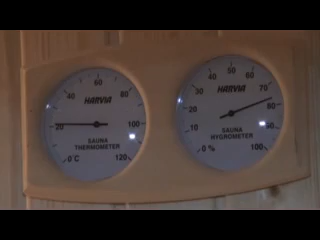 60
40 80
HARVIA
20 100
SAUNA
THERMOMETER
0°C 120
50
40 60
30 70
HARVIA
20 80
10 90
SAUNA
HYGROMETER
0 % 100